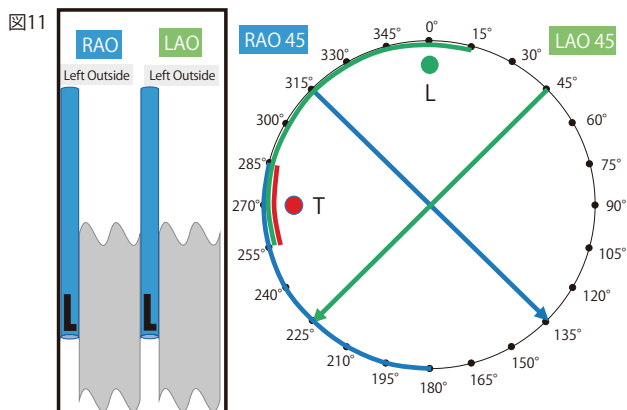 図11
RAO
LAO
Left Outside
Left Outside
L
L
RAO 45
LAO 45
0°
15°
30°
45°
60°
75°
90°
105°
120°
135°
150°
165°
180°
195°
210°
225°
240°
255°
270°
285°
300°
315°
330°
345°
L
T